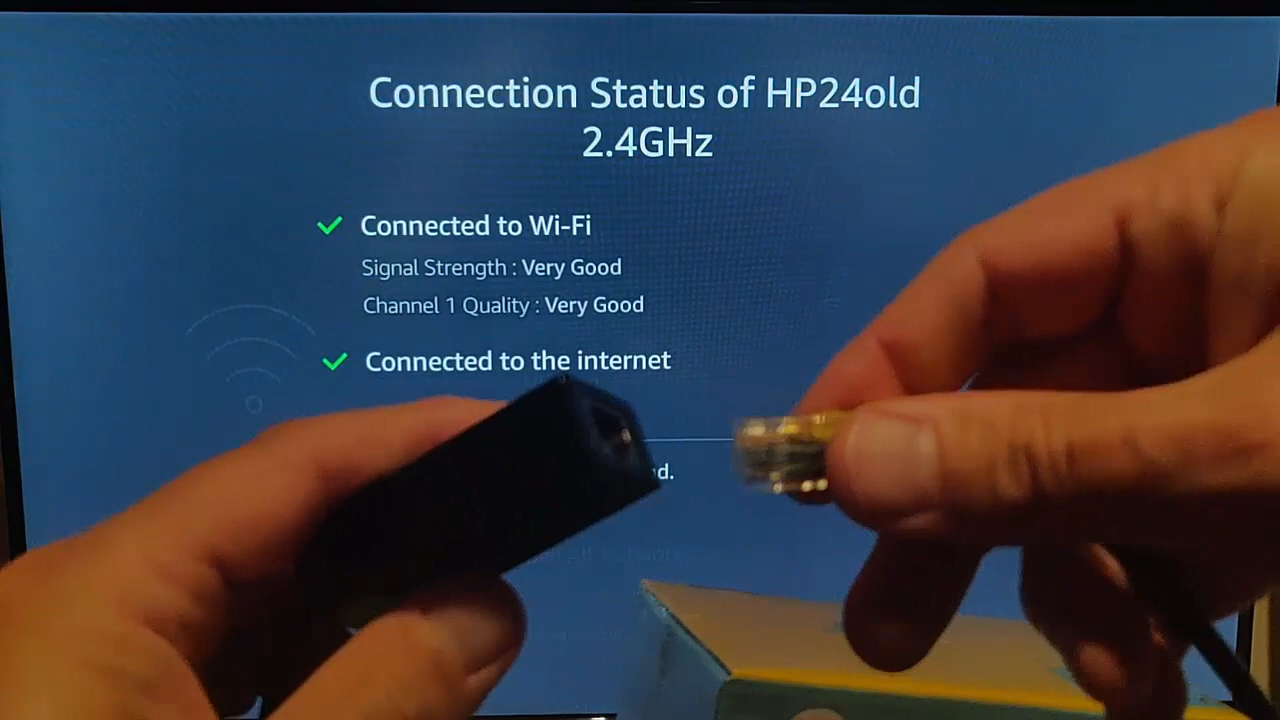 Connection Status of HP24old
2.4GHz
Connected to Wi-Fi
Signal Strength : Very Good
Channel 1 Quality : Very Good
Connected to the internet